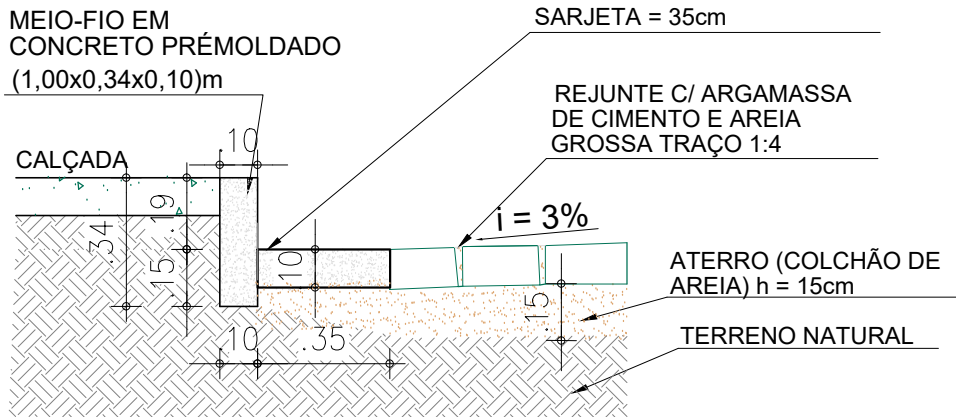 MEIO-FIO EM
CONCRETO PRÉMOLDADO
(1,00x0,34x0,10)m
SARJETA = 35cm
REJUNTE C/ ARGAMASSA
DE CIMENTO E AREIA
GROSSA TRAÇO 1:4
CALÇADA
.10
.19
.34
.15
.10
i = 3%
ATERRO (COLCHÃO DE
AREIA) h = 15cm
.15
.10
.35
TERRENO NATURAL